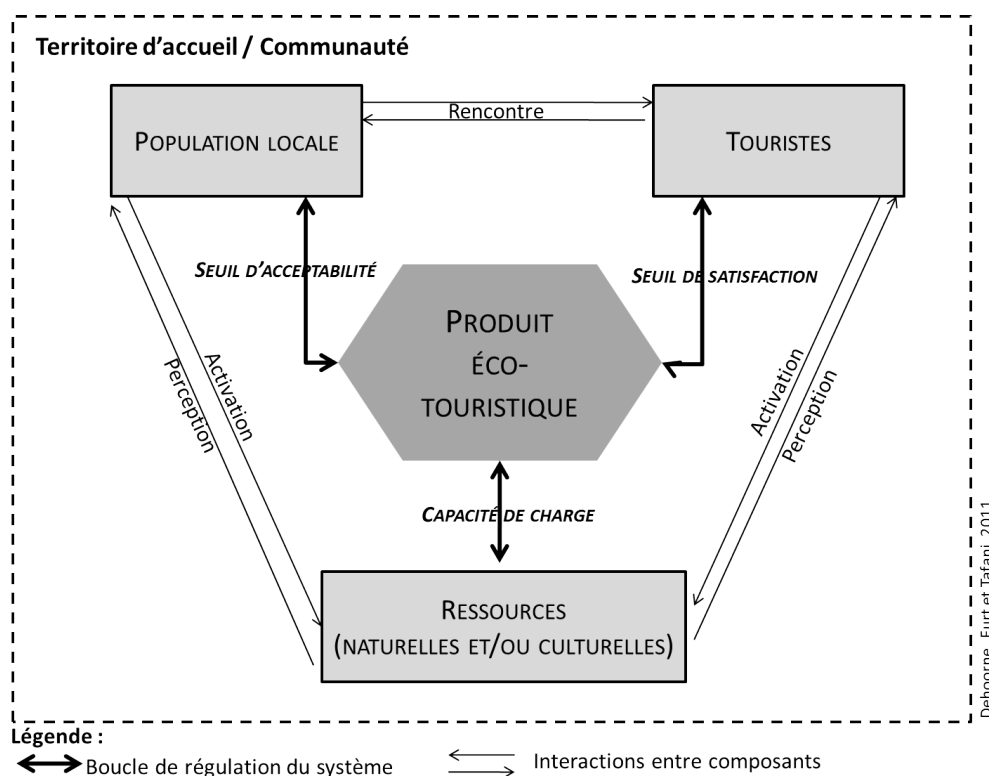 Territoire d'accueil / Communauté
Rencontre
POPULATION LOCALE
TOURISTES
SEUIL D'ACCEPTABILITÉ
SEUIL DE SATISFACTION
PRODUIT
ÉCO-
TOURISTIQUE
Activation
Perception
Activation
Perception
CAPACITÉ DE CHARGE
RESSOURCES
(NATURELLES ET/OU CULTURELLES)
Dehoorne, Furt et Tafani, 2011
Légende :
Boucle de régulation du système
Interactions entre composants